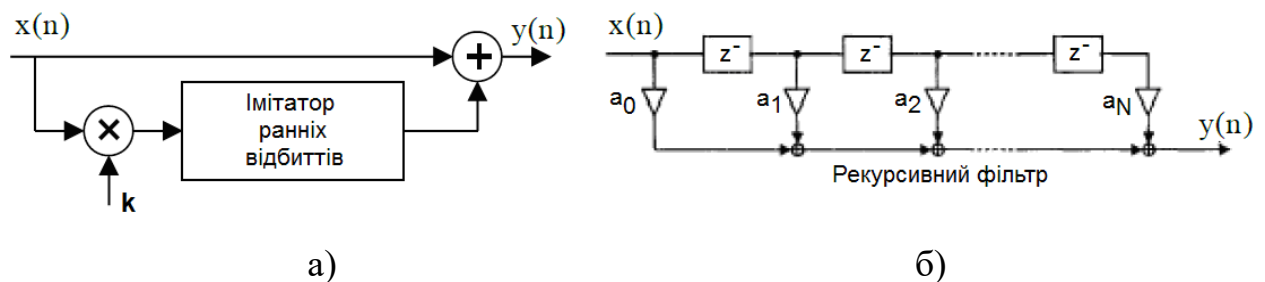 x(n)
y(n)
Імітатор
ранніх
відбиттів
k
а)
x(n)
z⁻ z⁻ z⁻
a0 a1 a2 aN
y(n)
Рекурсивний фільтр
б)